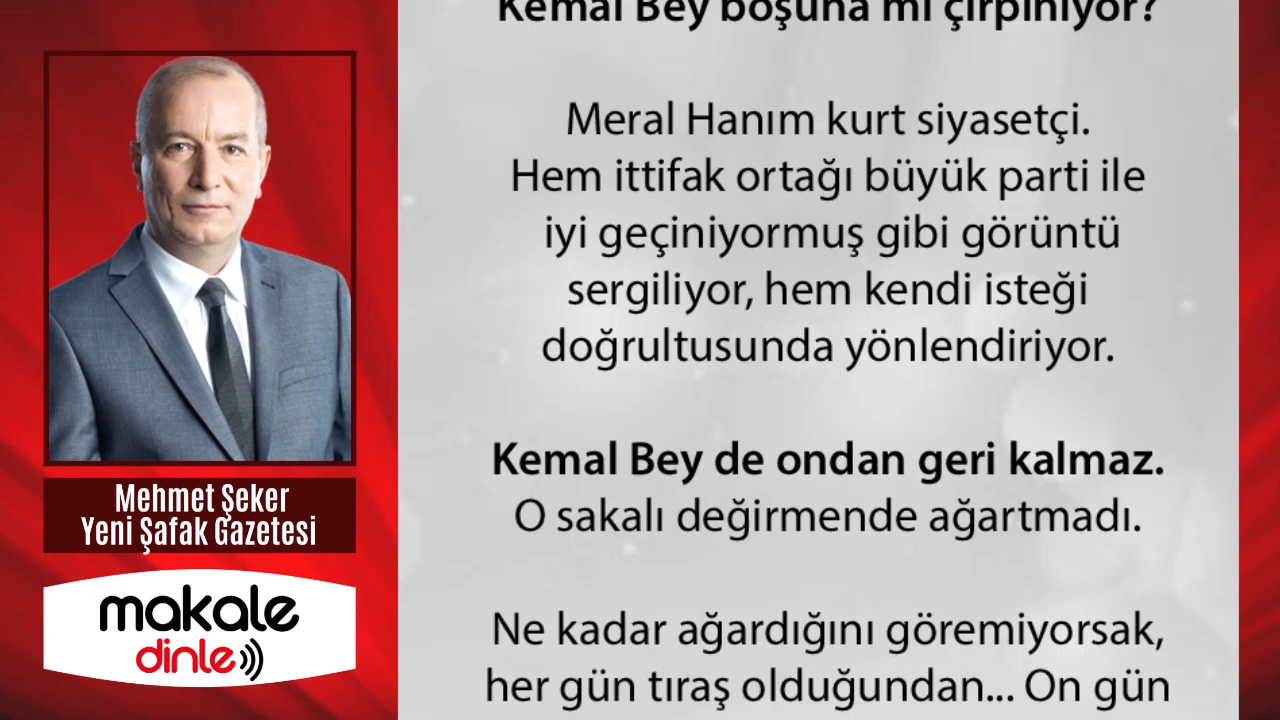 Kemal Bey boşuna mı çırpınıyor?
Meral Hanım kurt siyasetçi.
Hem ittifak ortağı büyük parti ile
iyi geçiniyormuş gibi görüntü
sergiliyor, hem kendi isteği
doğrultusunda yönlendiriyor.
Kemal Bey de ondan geri kalmaz.
O sakalı değirmende ağartmadı.
Ne kadar ağardığını göremiyorsak,
her gün tıraş olduğundan... On gün
Mehmet Şeker
Yeni Şafak Gazetesi
makale
dinle